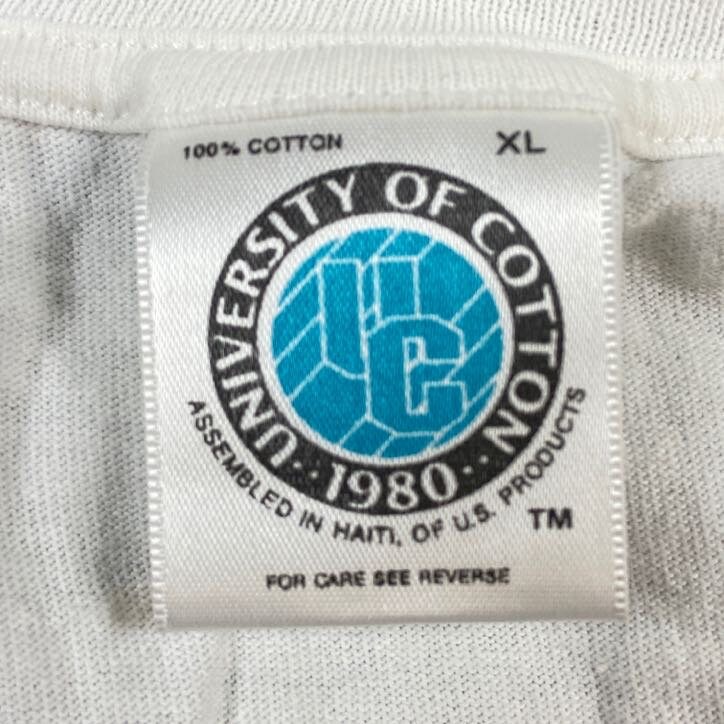 100% COTTON
XL
UNIVERSITY OF COTTON
UC
· · 1980 · ·
ASSEMBLED IN HAITI, OF U.S. PRODUCTS
TM
FOR CARE SEE REVERSE